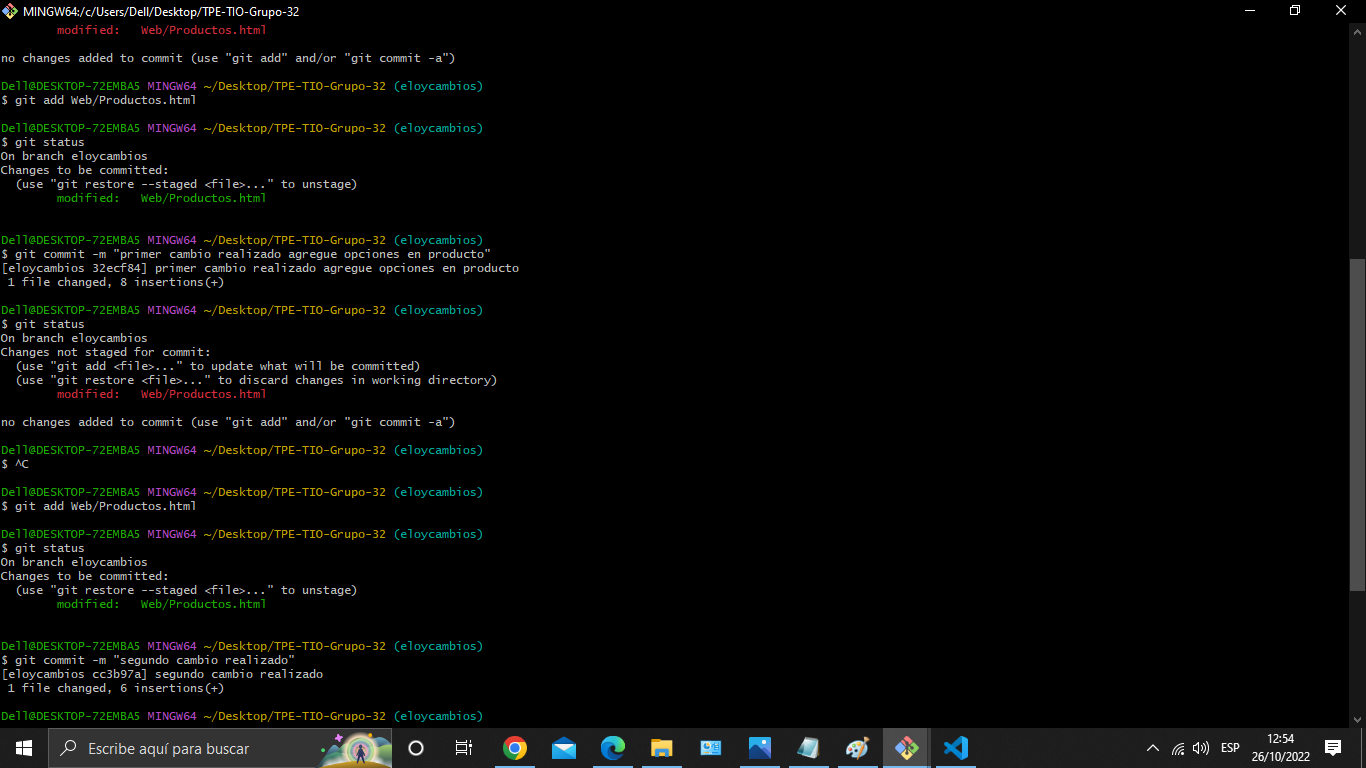 MINGW64:/c/Users/Dell/Desktop/TPE-TIO-Grupo-32
modified:   Web/Productos.html
no changes added to commit (use "git add" and/or "git commit -a")
Dell@DESKTOP-72EMBA5 MINGW64 ~/Desktop/TPE-TIO-Grupo-32 (eloycambios)
$ git add Web/Productos.html
Dell@DESKTOP-72EMBA5 MINGW64 ~/Desktop/TPE-TIO-Grupo-32 (eloycambios)
$ git status
On branch eloycambios
Changes to be committed:
  (use "git restore --staged <file>..." to unstage)
        modified:   Web/Productos.html
Dell@DESKTOP-72EMBA5 MINGW64 ~/Desktop/TPE-TIO-Grupo-32 (eloycambios)
$ git commit -m "primer cambio realizado agregue opciones en producto"
[eloycambios 32ecf84] primer cambio realizado agregue opciones en producto
 1 file changed, 8 insertions(+)
Dell@DESKTOP-72EMBA5 MINGW64 ~/Desktop/TPE-TIO-Grupo-32 (eloycambios)
$ git status
On branch eloycambios
Changes not staged for commit:
  (use "git add <file>..." to update what will be committed)
  (use "git restore <file>..." to discard changes in working directory)
        modified:   Web/Productos.html
no changes added to commit (use "git add" and/or "git commit -a")
Dell@DESKTOP-72EMBA5 MINGW64 ~/Desktop/TPE-TIO-Grupo-32 (eloycambios)
$ ^C
Dell@DESKTOP-72EMBA5 MINGW64 ~/Desktop/TPE-TIO-Grupo-32 (eloycambios)
$ git add Web/Productos.html
Dell@DESKTOP-72EMBA5 MINGW64 ~/Desktop/TPE-TIO-Grupo-32 (eloycambios)
$ git status
On branch eloycambios
Changes to be committed:
  (use "git restore --staged <file>..." to unstage)
        modified:   Web/Productos.html
Dell@DESKTOP-72EMBA5 MINGW64 ~/Desktop/TPE-TIO-Grupo-32 (eloycambios)
$ git commit -m "segundo cambio realizado"
[eloycambios cc3b97a] segundo cambio realizado
 1 file changed, 6 insertions(+)
Dell@DESKTOP-72EMBA5 MINGW64 ~/Desktop/TPE-TIO-Grupo-32 (eloycambios)
Escribe aquí para buscar
ESP
12:54
26/10/2022